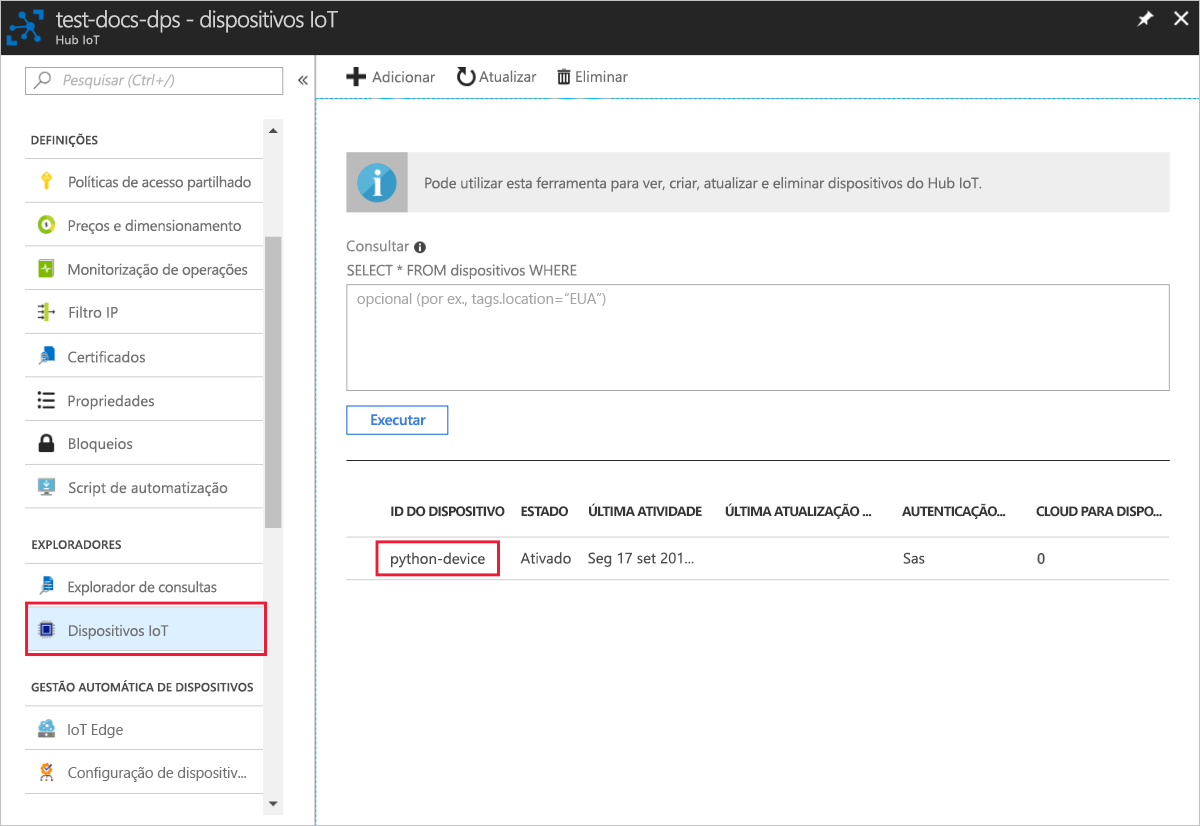 test-docs-dps - dispositivos IoT
Hub IoT
Pesquisar (Ctrl+/)
«
DEFINIÇÕES
Políticas de acesso partilhado
Preços e dimensionamento
Monitorização de operações
Filtro IP
Certificados
Propriedades
Bloqueios
Script de automatização
EXPLORADORES
Explorador de consultas
Dispositivos IoT
GESTÃO AUTOMÁTICA DE DISPOSITIVOS
IoT Edge
Configuração de dispositiv...
Adicionar Atualizar Eliminar
Pode utilizar esta ferramenta para ver, criar, atualizar e eliminar dispositivos do Hub IoT.
Consultar
SELECT * FROM dispositivos WHERE
opcional (por ex., tags.location=“EUA”)
Executar
ID DO DISPOSITIVO ESTADO ÚLTIMA ATIVIDADE ÚLTIMA ATUALIZAÇÃO ... AUTENTICAÇÃO... CLOUD PARA DISPO...
python-device Ativado Seg 17 set 201... Sas 0